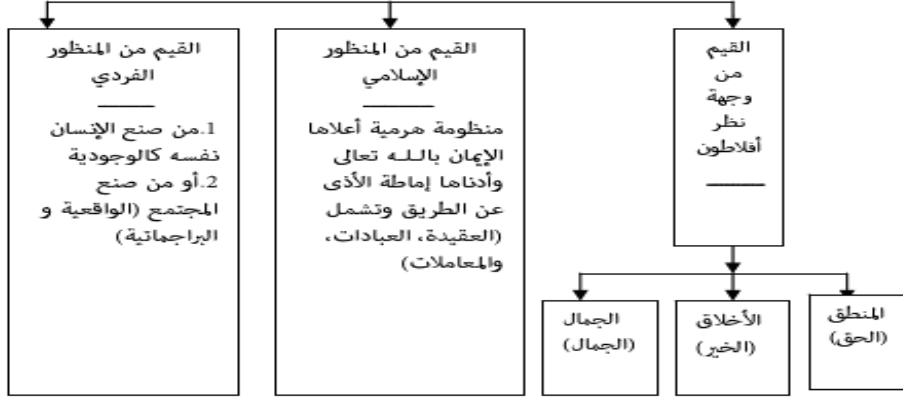 القيم
من
وجهة
نظر
أفلاطون
المنطق
(الحق)
الأخلاق
(الخير)
الجمال
(الجمال)
القيم من المنظور
الإسلامي
منظومة هرمية أعلاها
الإيمان بالله تعالى
وأدناها إماطة الأذى
عن الطريق وتشمل
(العقيدة، العبادات،
والمعاملات)
القيم من المنظور
الفردي
1.من صنع الإنسان
نفسه كالوجودية
2.أو من صنع
المجتمع (الواقعية و
البراجماتية)